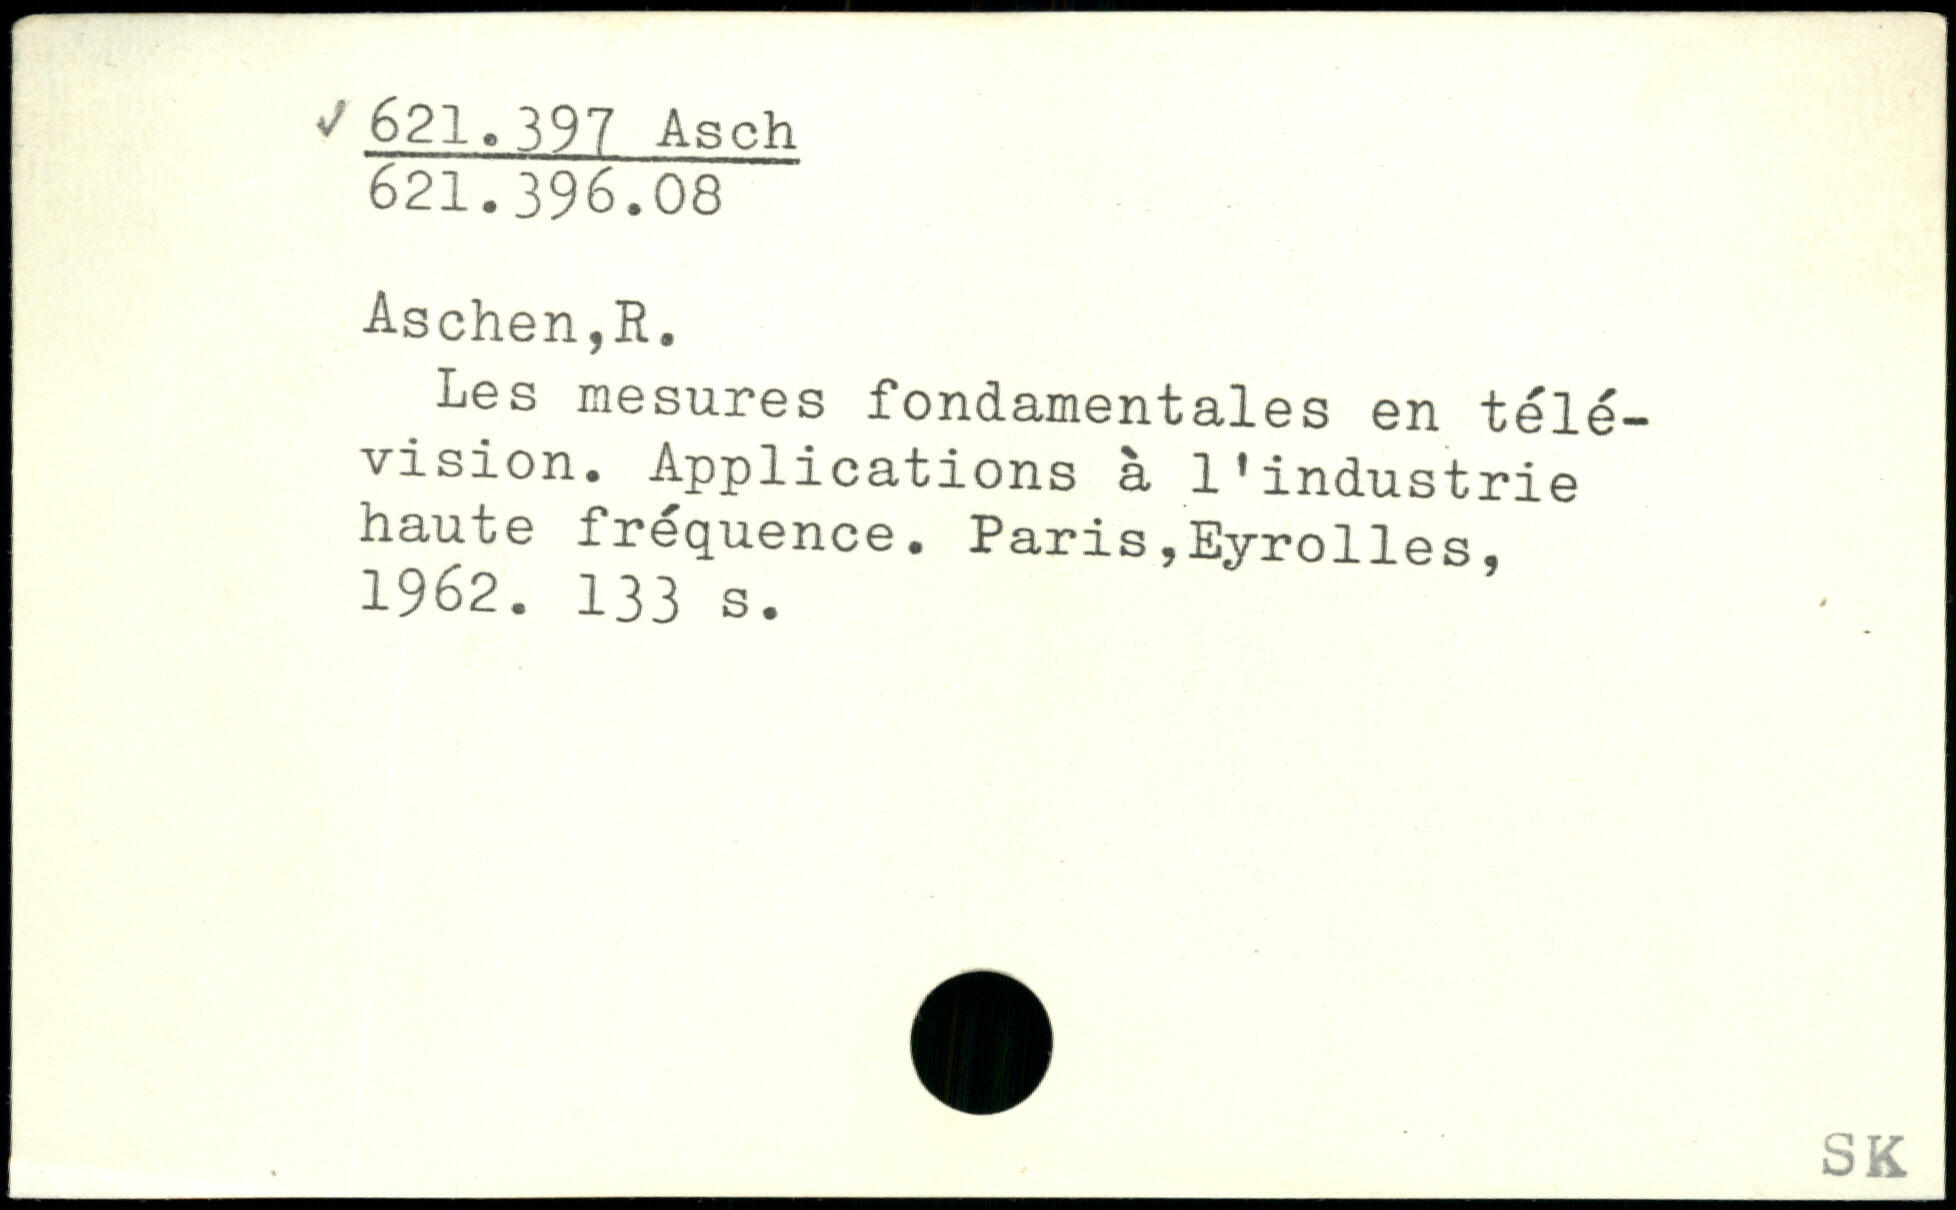 ✓ 621.397 Asch
621.396.08
Aschen,R.
Les mesures fondamentales en télé-
vision. Applications à l'industrie
haute fréquence. Paris,Eyrolles,
1962. 133 s.
SK